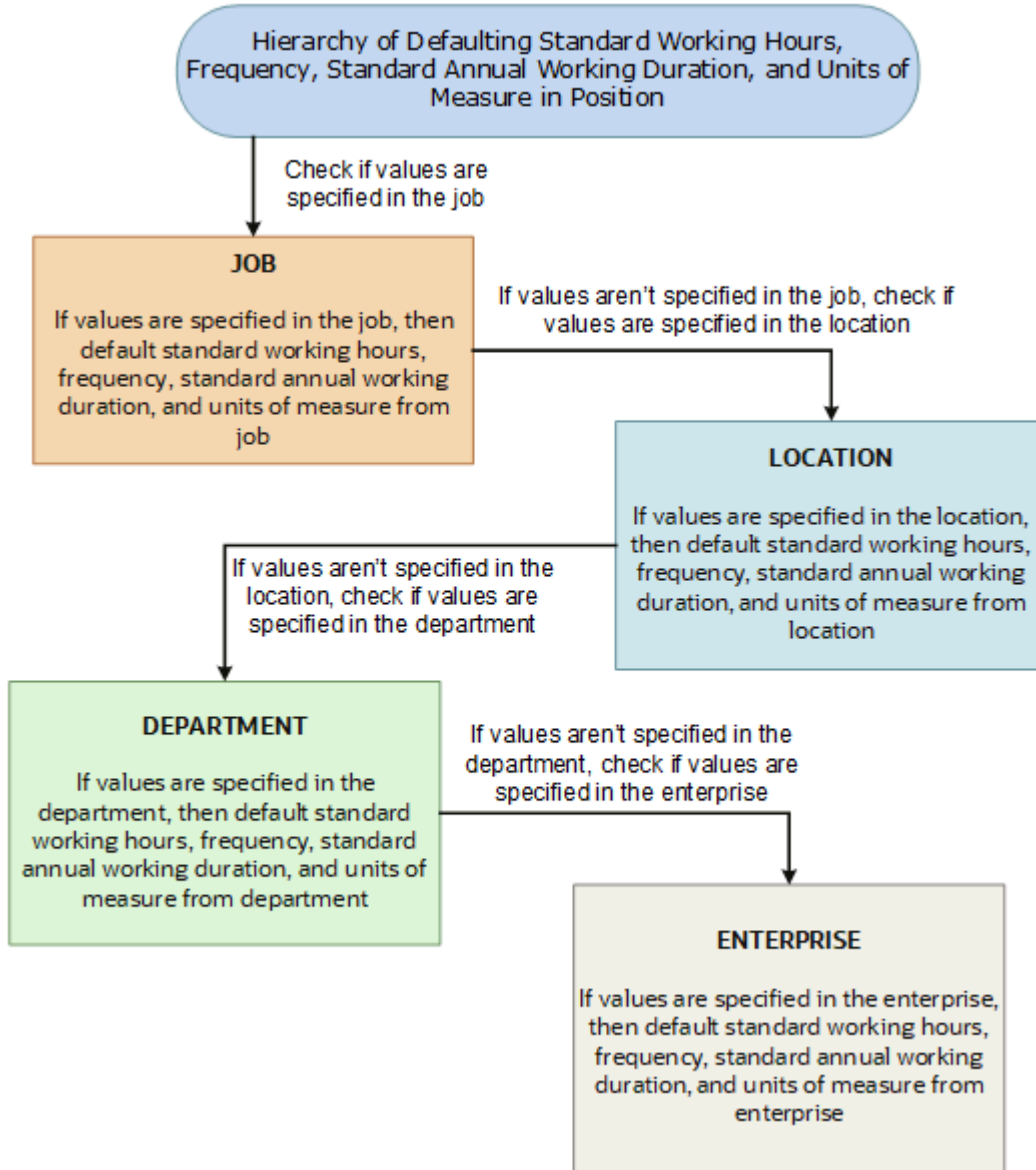 Hierarchy of Defaulting Standard Working Hours,
Frequency, Standard Annual Working Duration, and Units of
Measure in Position
Check if values are
specified in the job
JOB
If values are specified in the job, then
default standard working hours,
frequency, standard annual working
duration, and units of measure from
job
If values aren't specified in the job, check if
values are specified in the location
LOCATION
If values are specified in the location,
then default standard working hours,
frequency, standard annual working
duration, and units of measure from
location
If values aren't specified in the
location, check if values are
specified in the department
DEPARTMENT
If values are specified in the
department, then default standard
working hours, frequency, standard
annual working duration, and units of
measure from department
If values aren't specified in the
department, check if values are
specified in the enterprise
ENTERPRISE
If values are specified in the enterprise,
then default standard working hours,
frequency, standard annual working
duration, and units of measure from
enterprise